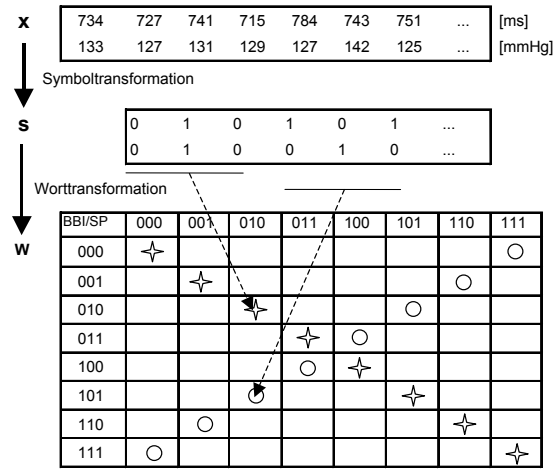 x 734 727 741 715 784 743 751 ... [ms]
133 127 131 129 127 142 125 ... [mmHg]
Symboltransformation
s 0 1 0 1 0 1 ...
0 1 0 0 1 0 ...
Worttransformation
w
BBI/SP 000 001 010 011 100 101 110 111
000
001
010
011
100
101
110
111